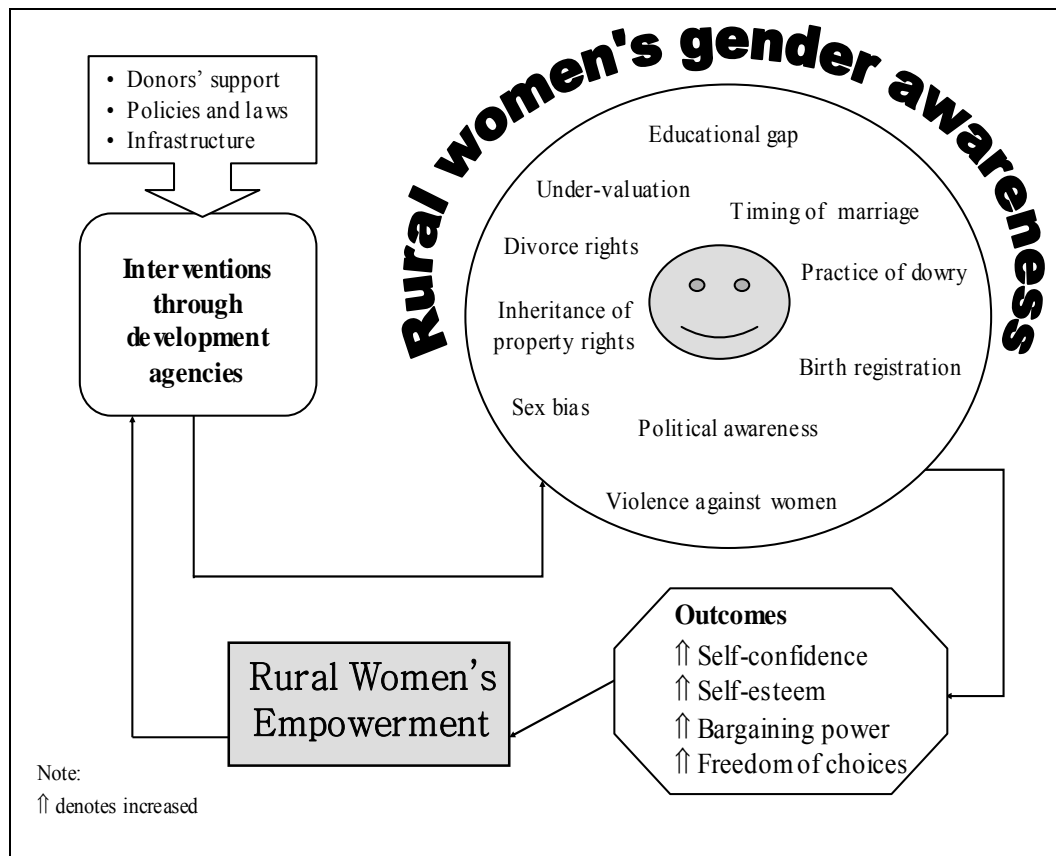 • Donors' support
• Policies and laws
• Infrastructure
Interventions
through
development
agencies
Rural women's gender awareness
Educational gap
Under-valuation
Timing of marriage
Divorce rights
Practice of dowry
Inheritance of
property rights
Birth registration
Sex bias
Political awareness
Violence against women
Outcomes
⇑ Self-confidence
⇑ Self-esteem
⇑ Bargaining power
⇑ Freedom of choices
Rural Women's
Empowerment
Note:
⇑ denotes increased